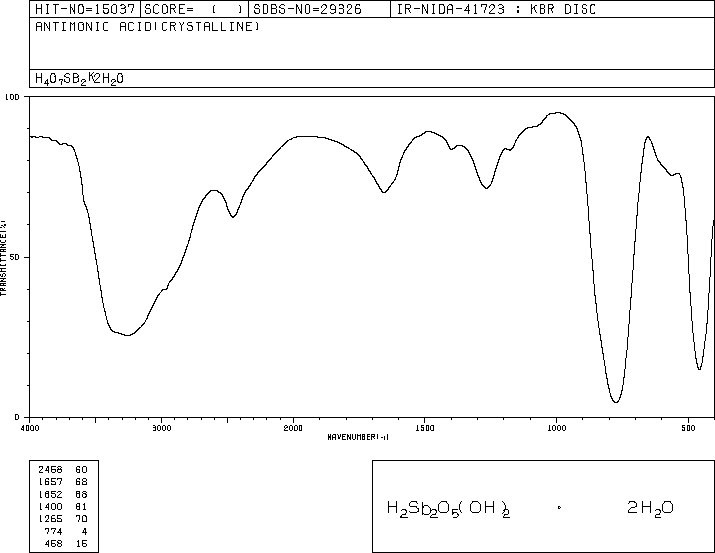 HIT-NO=15037 SCORE= ( ) SDBS-NO=29326 IR-NIDA-41723 : KBR DISC
ANTIMONIC ACID(CRYSTALLINE)
H4O7SB2K2H2O
100
50
0
TRANSMITTANCE(%)
4000 3000 2000 1500 1000 500
WAVENUMBER(-1)
2458 60
1657 68
1652 68
1400 81
1265 70
774 4
458 15
H2Sb2O5(OH)2 · 2H2O